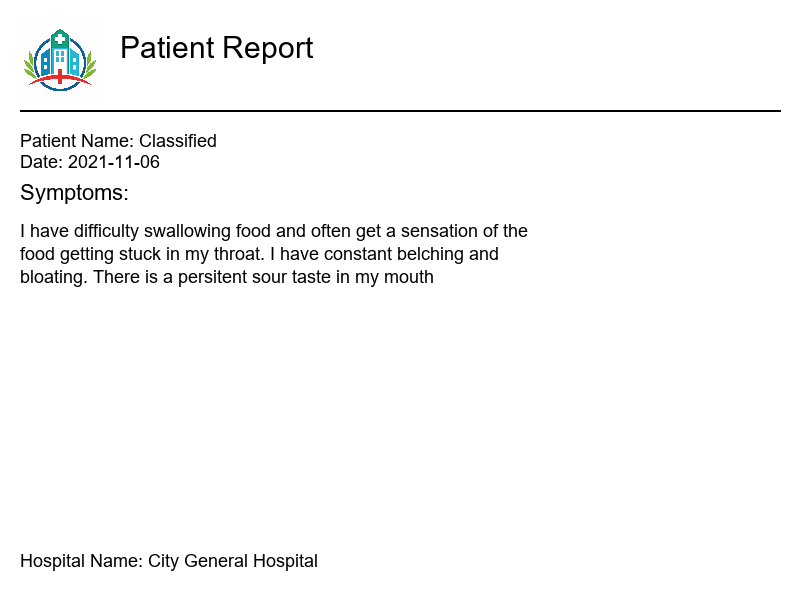 Patient Report
Patient Name: Classified
Date: 2021-11-06
Symptoms:
I have difficulty swallowing food and often get a sensation of the
food getting stuck in my throat. I have constant belching and
bloating. There is a persitent sour taste in my mouth
Hospital Name: City General Hospital